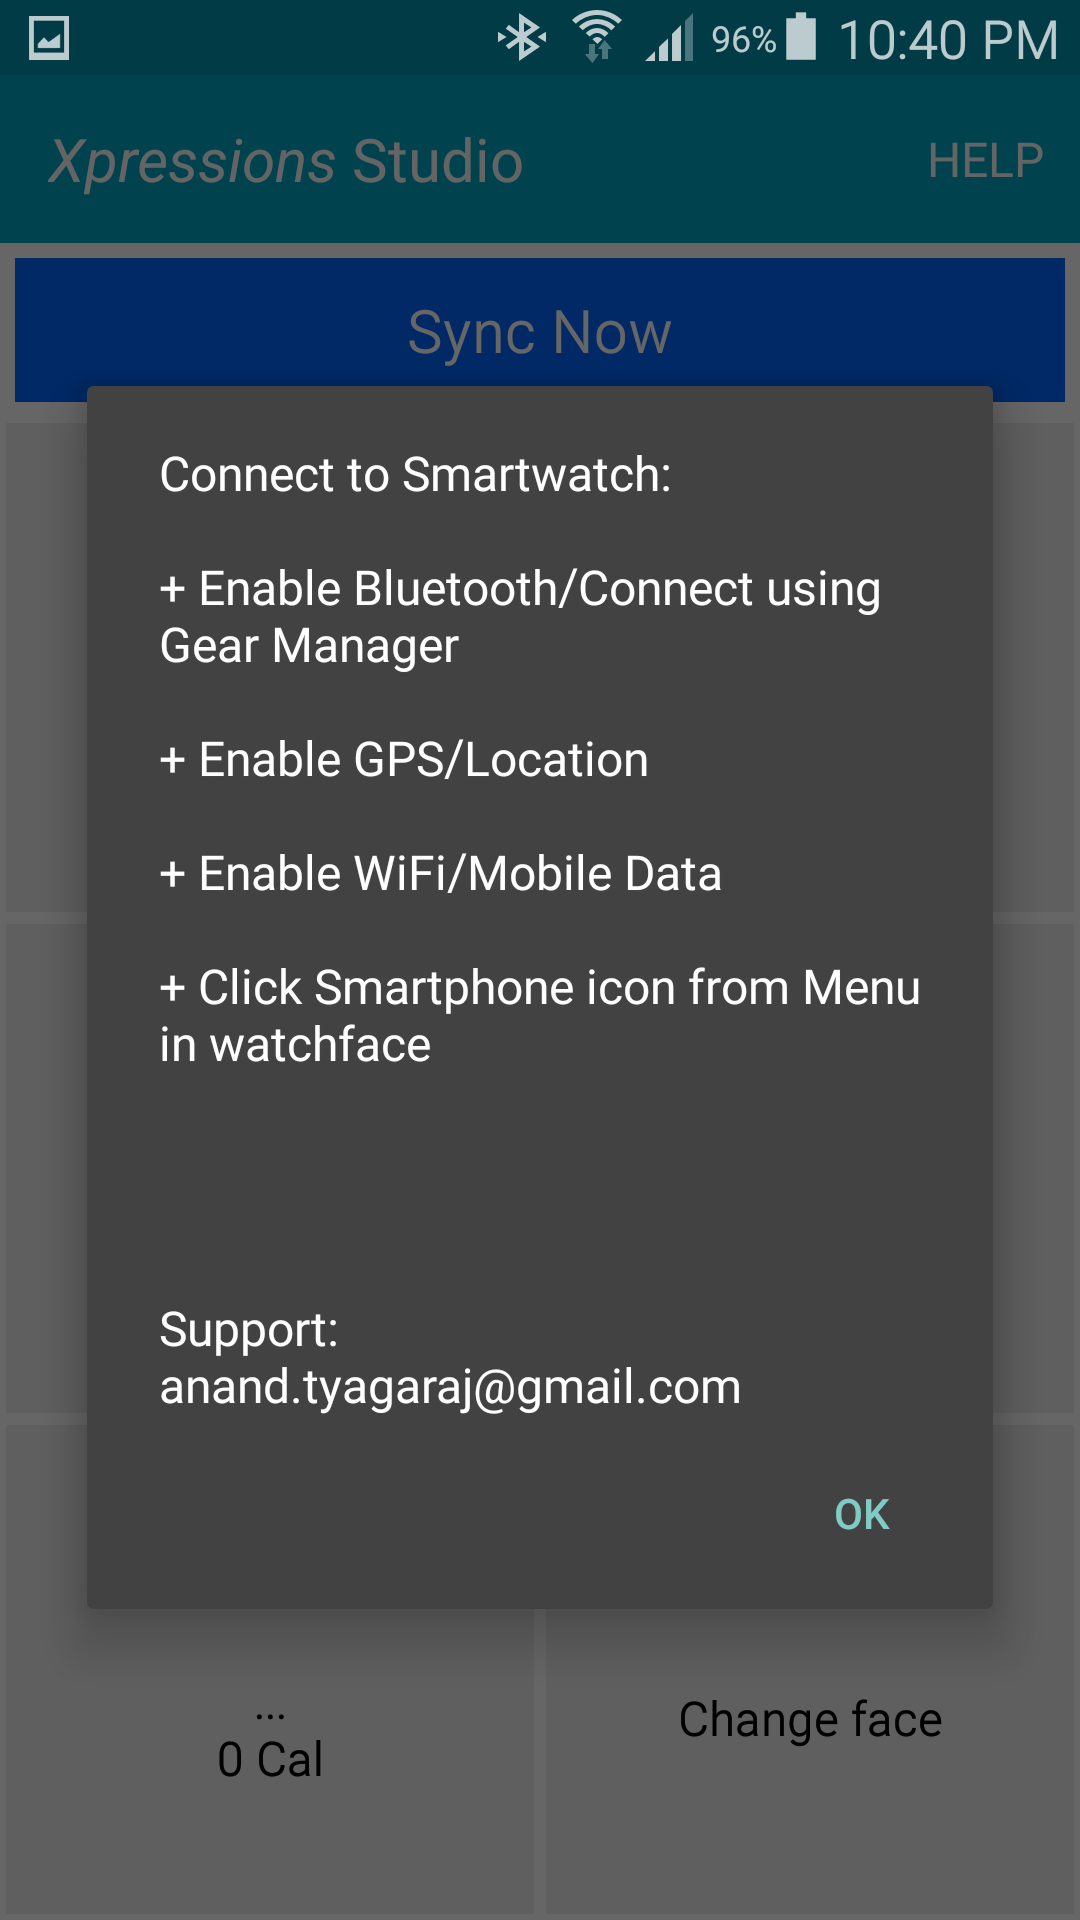 96% 10:40 PM
Xpressions Studio HELP
Sync Now
Connect to Smartwatch:
+ Enable Bluetooth/Connect using
Gear Manager
+ Enable GPS/Location
+ Enable WiFi/Mobile Data
+ Click Smartphone icon from Menu
in watchface
Support:
anand.tyagaraj@gmail.com
OK
...
0 Cal
Change face